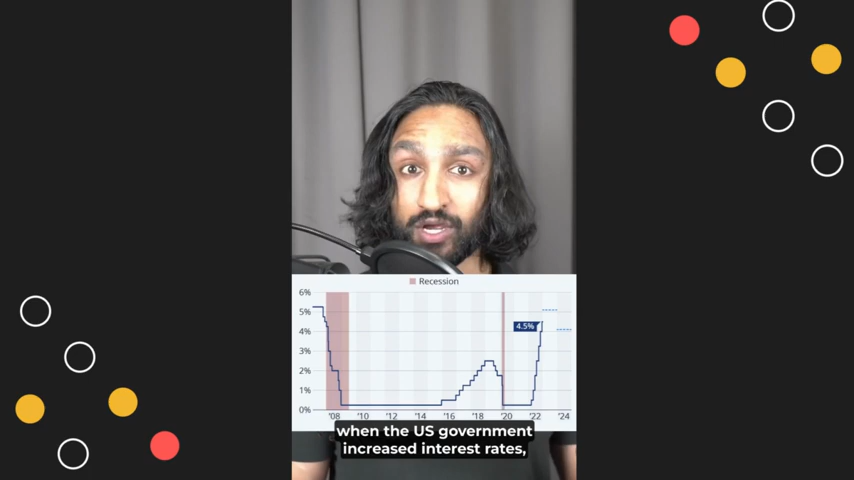 Recession
6%
5%
4.5%
4%
3%
2%
1%
0%
'08 '10 '12 '14 '16 '18 '20 '22 '24
when the US government
increased interest rates,